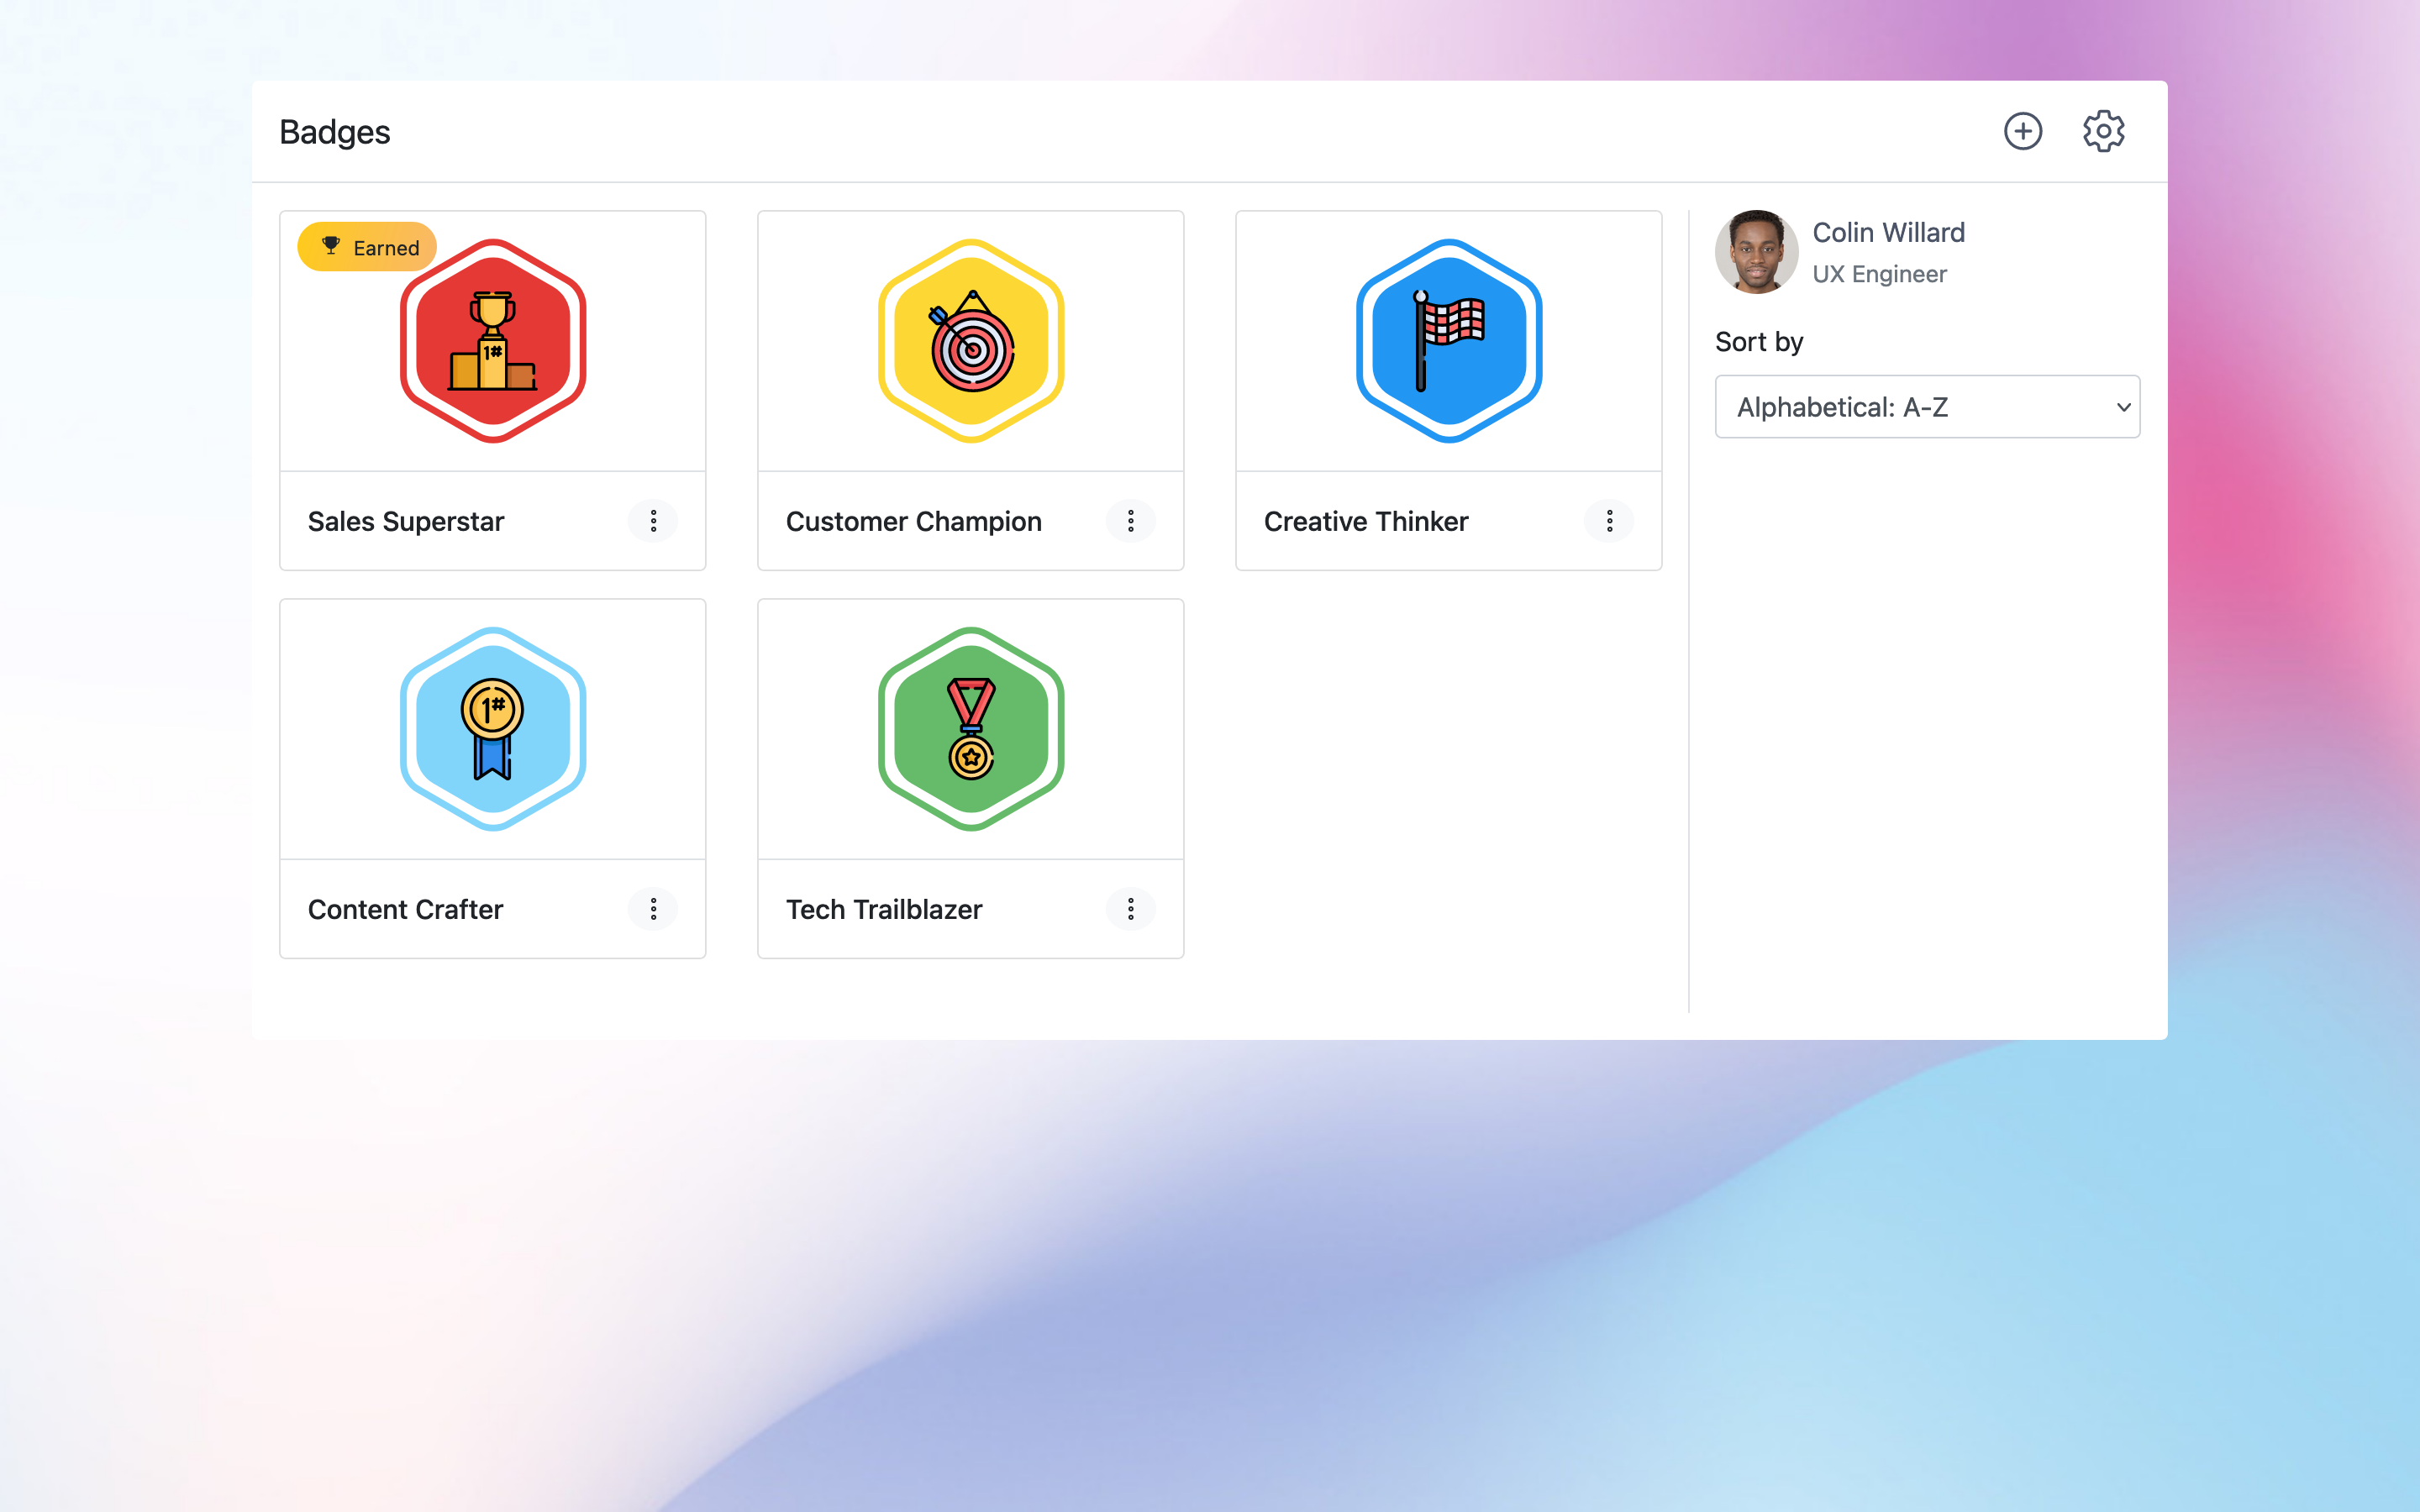 Badges
Earned
1#
Sales Superstar
Customer Champion
Creative Thinker
1#
Content Crafter
Tech Trailblazer
Colin Willard
UX Engineer
Sort by
Alphabetical: A-Z